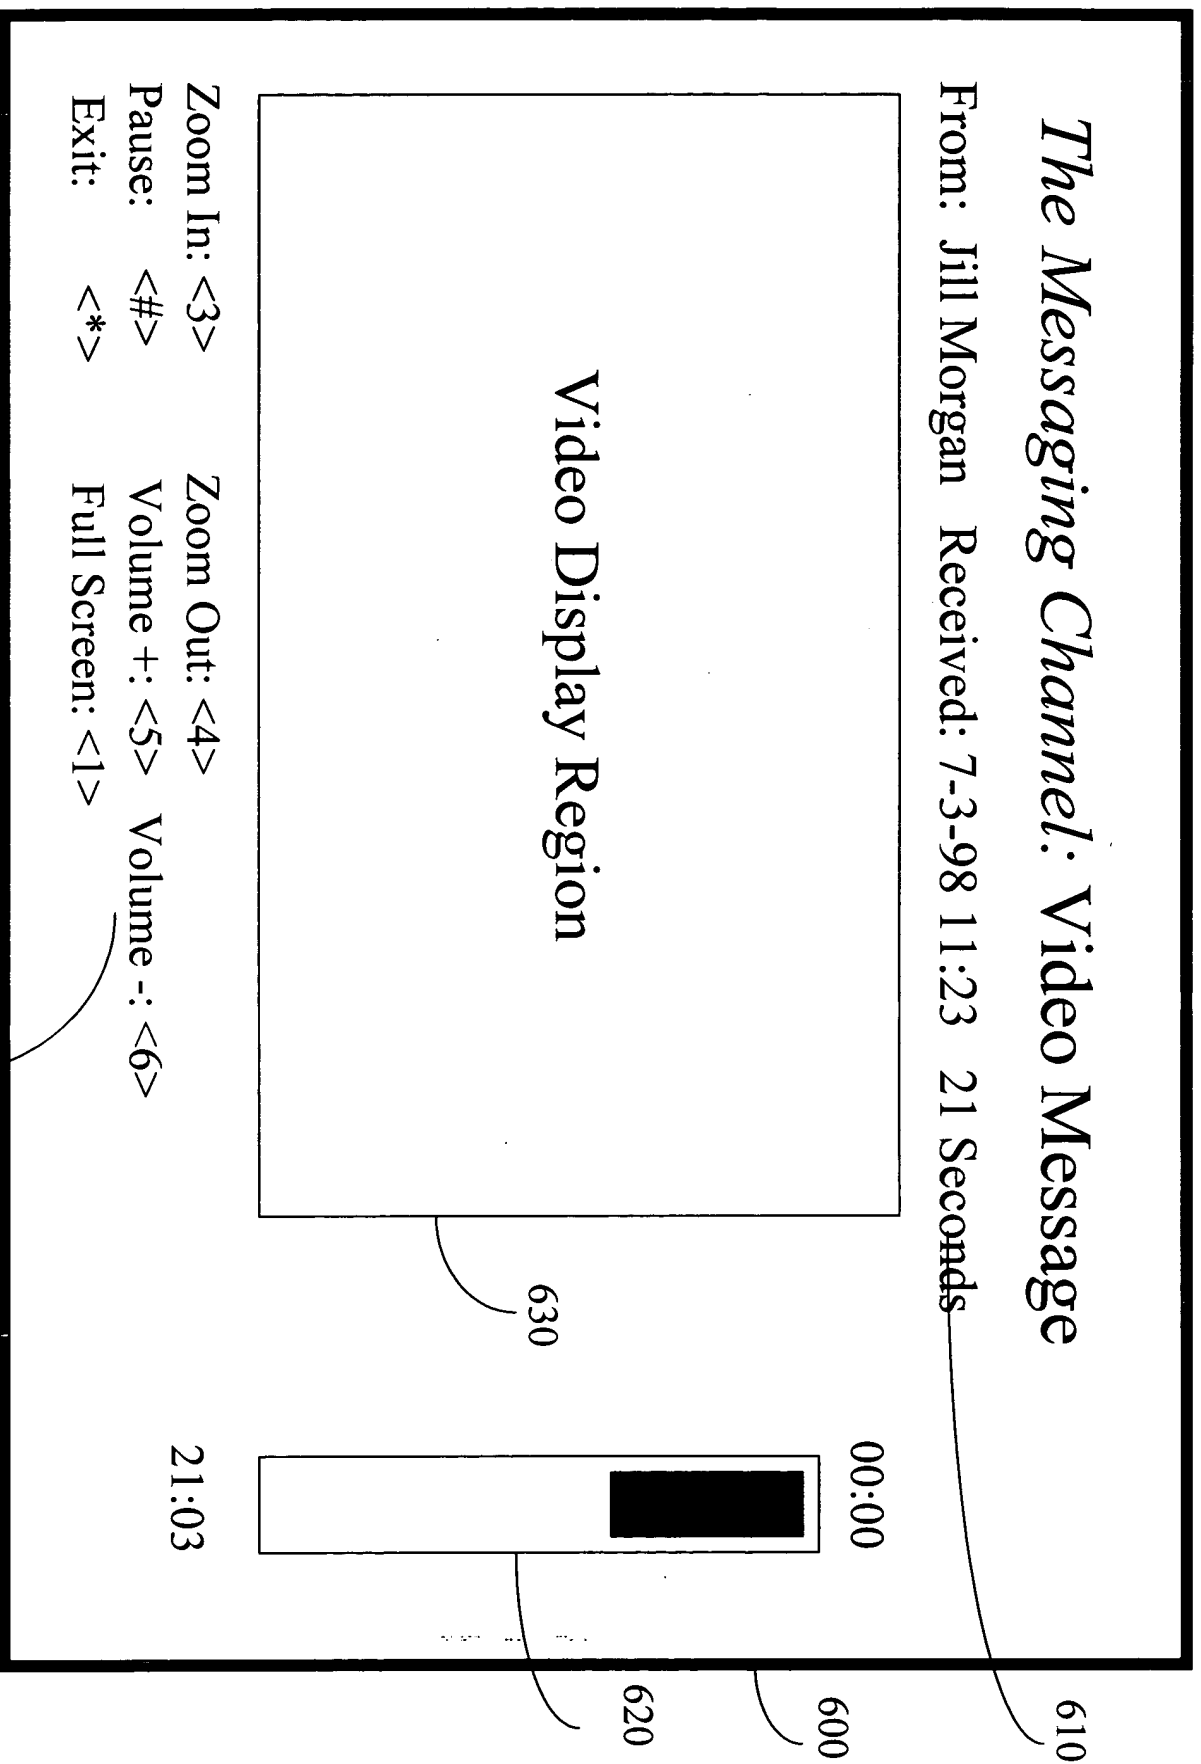 The Messaging Channel: Video Message
From: Jill Morgan Received: 7-3-98 11:23 21 Seconds
Video Display Region
00:00
21:03
Zoom In: <3> Zoom Out: <4>
Pause: <#> Volume +: <5> Volume -: <6>
Exit: <*> Full Screen: <1>
610
600
620
630